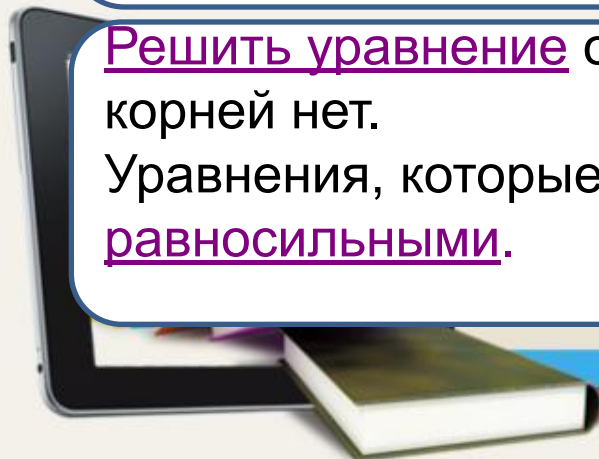 Решить уравнение
корней нет.
Уравнения, которые
равносильными.